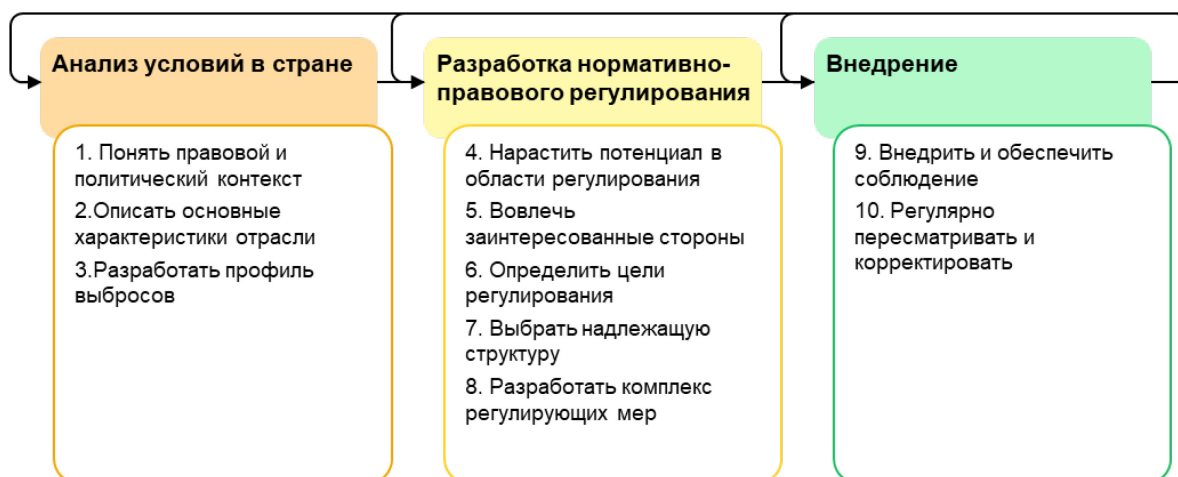 Анализ условий в стране
1. Понять правовой и
политический контекст
2.Описать основные
характеристики отрасли
3.Разработать профиль
выбросов
Разработка нормативно-
правового регулирования
4. Нарастить потенциал в
области регулирования
5. Вовлечь
заинтересованные стороны
6. Определить цели
регулирования
7. Выбрать надлежащую
структуру
8. Разработать комплекс
регулирующих мер
Внедрение
9. Внедрить и обеспечить
соблюдение
10. Регулярно
пересматривать и
корректировать